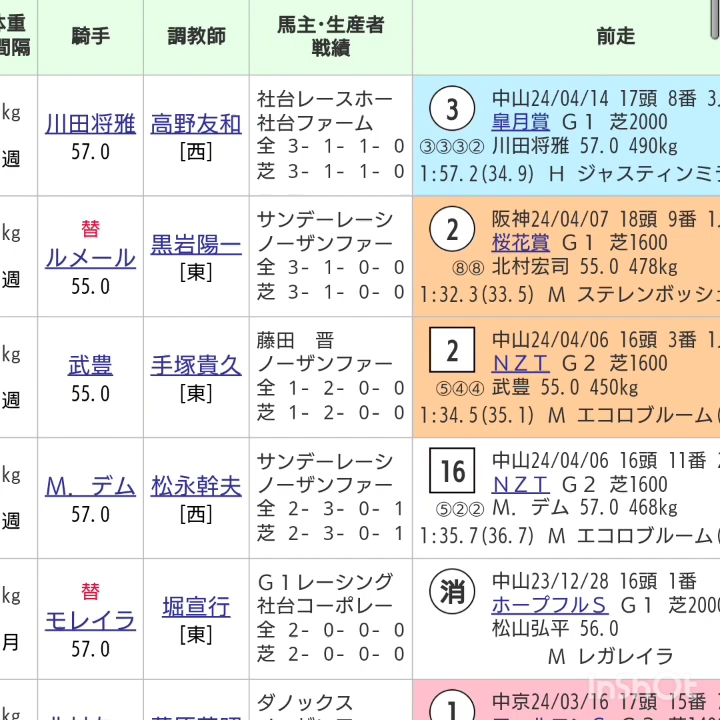 体重
間隔
騎手
調教師
馬主・生産者
戦績
前走
kg
週
川田将雅
57.0
高野友和
[西]
社台レースホー
社台ファーム
全 3- 1- 1- 0
芝 3- 1- 1- 0
3
中山24/04/14 17頭 8番
皐月賞 G1 芝2000
③③③② 川田将雅 57.0 490kg
1:57.2(34.9) H ジャスティンミ
kg
週
替
ルメール
55.0
黒岩陽一
[東]
サンデーレーシ
ノーザンファー
全 3- 1- 0- 0
芝 3- 1- 0- 0
2
阪神24/04/07 18頭 9番
桜花賞 G1 芝1600
⑧⑧ 北村宏司 55.0 478kg
1:32.3(33.5) M ステレンボッシ
kg
週
武豊
55.0
手塚貴久
[東]
藤田 晋
ノーザンファー
全 1- 2- 0- 0
芝 1- 2- 0- 0
2
中山24/04/06 16頭 3番
NZT G2 芝1600
⑤④④ 武豊 55.0 450kg
1:34.5(35.1) M エコロブルーム(
kg
週
M. デム
57.0
松永幹夫
[西]
サンデーレーシ
ノーザンファー
全 2- 3- 0- 1
芝 2- 3- 0- 1
16
中山24/04/06 16頭 11番
NZT G2 芝1600
⑤②② M. デム 57.0 468kg
1:35.7(36.7) M エコロブルーム(
kg
月
替
モレイラ
57.0
堀宣行
[東]
G1レーシング
社台コーポレー
全 2- 0- 0- 0
芝 2- 0- 0- 0
消
中山23/12/28 16頭 1番
ホープフルS G1 芝2000
松山弘平 56.0
M レガレイラ
kg
ダノックス
1
中京24/03/16 17頭 15番
InShOt